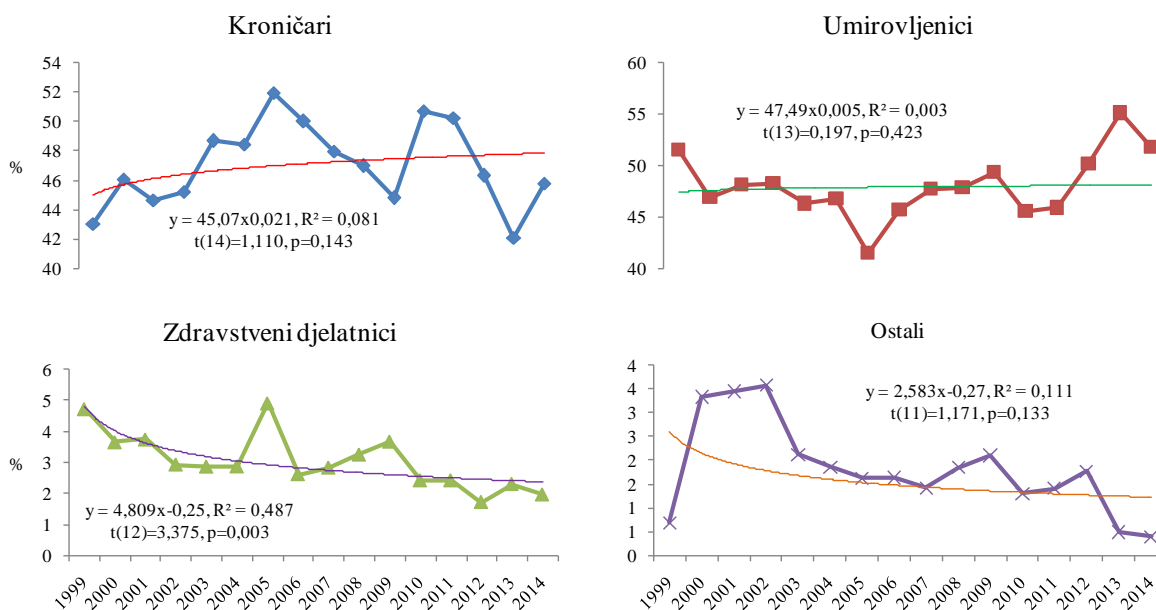 Kroničari
%
54
52
50
48
46
44
42
40
y = 45,07x0,021, R² = 0,081
t(14)=1,110, p=0,143
Umirovljenici
60
55
50
45
40
y = 47,49x0,005, R² = 0,003
t(13)=0,197, p=0,423
Zdravstveni djelatnici
%
6
5
4
3
2
1
0
y = 4,809x-0,25, R² = 0,487
t(12)=3,375, p=0,003
1999 2000 2001 2002 2003 2004 2005 2006 2007 2008 2009 2010 2011 2012 2013 2014
Ostali
4
4
3
3
2
2
1
1
0
y = 2,583x-0,27, R² = 0,111
t(11)=1,171, p=0,133
1999 2000 2001 2002 2003 2004 2005 2006 2007 2008 2009 2010 2011 2012 2013 2014